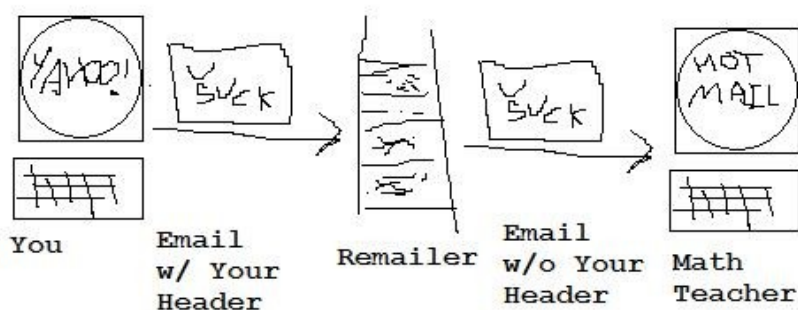 YAHOO!
U
SUCK
U
SUCK
HOT
MAIL
You
Email
w/ Your
Header
Remailer
Email
w/o Your
Header
Math
Teacher